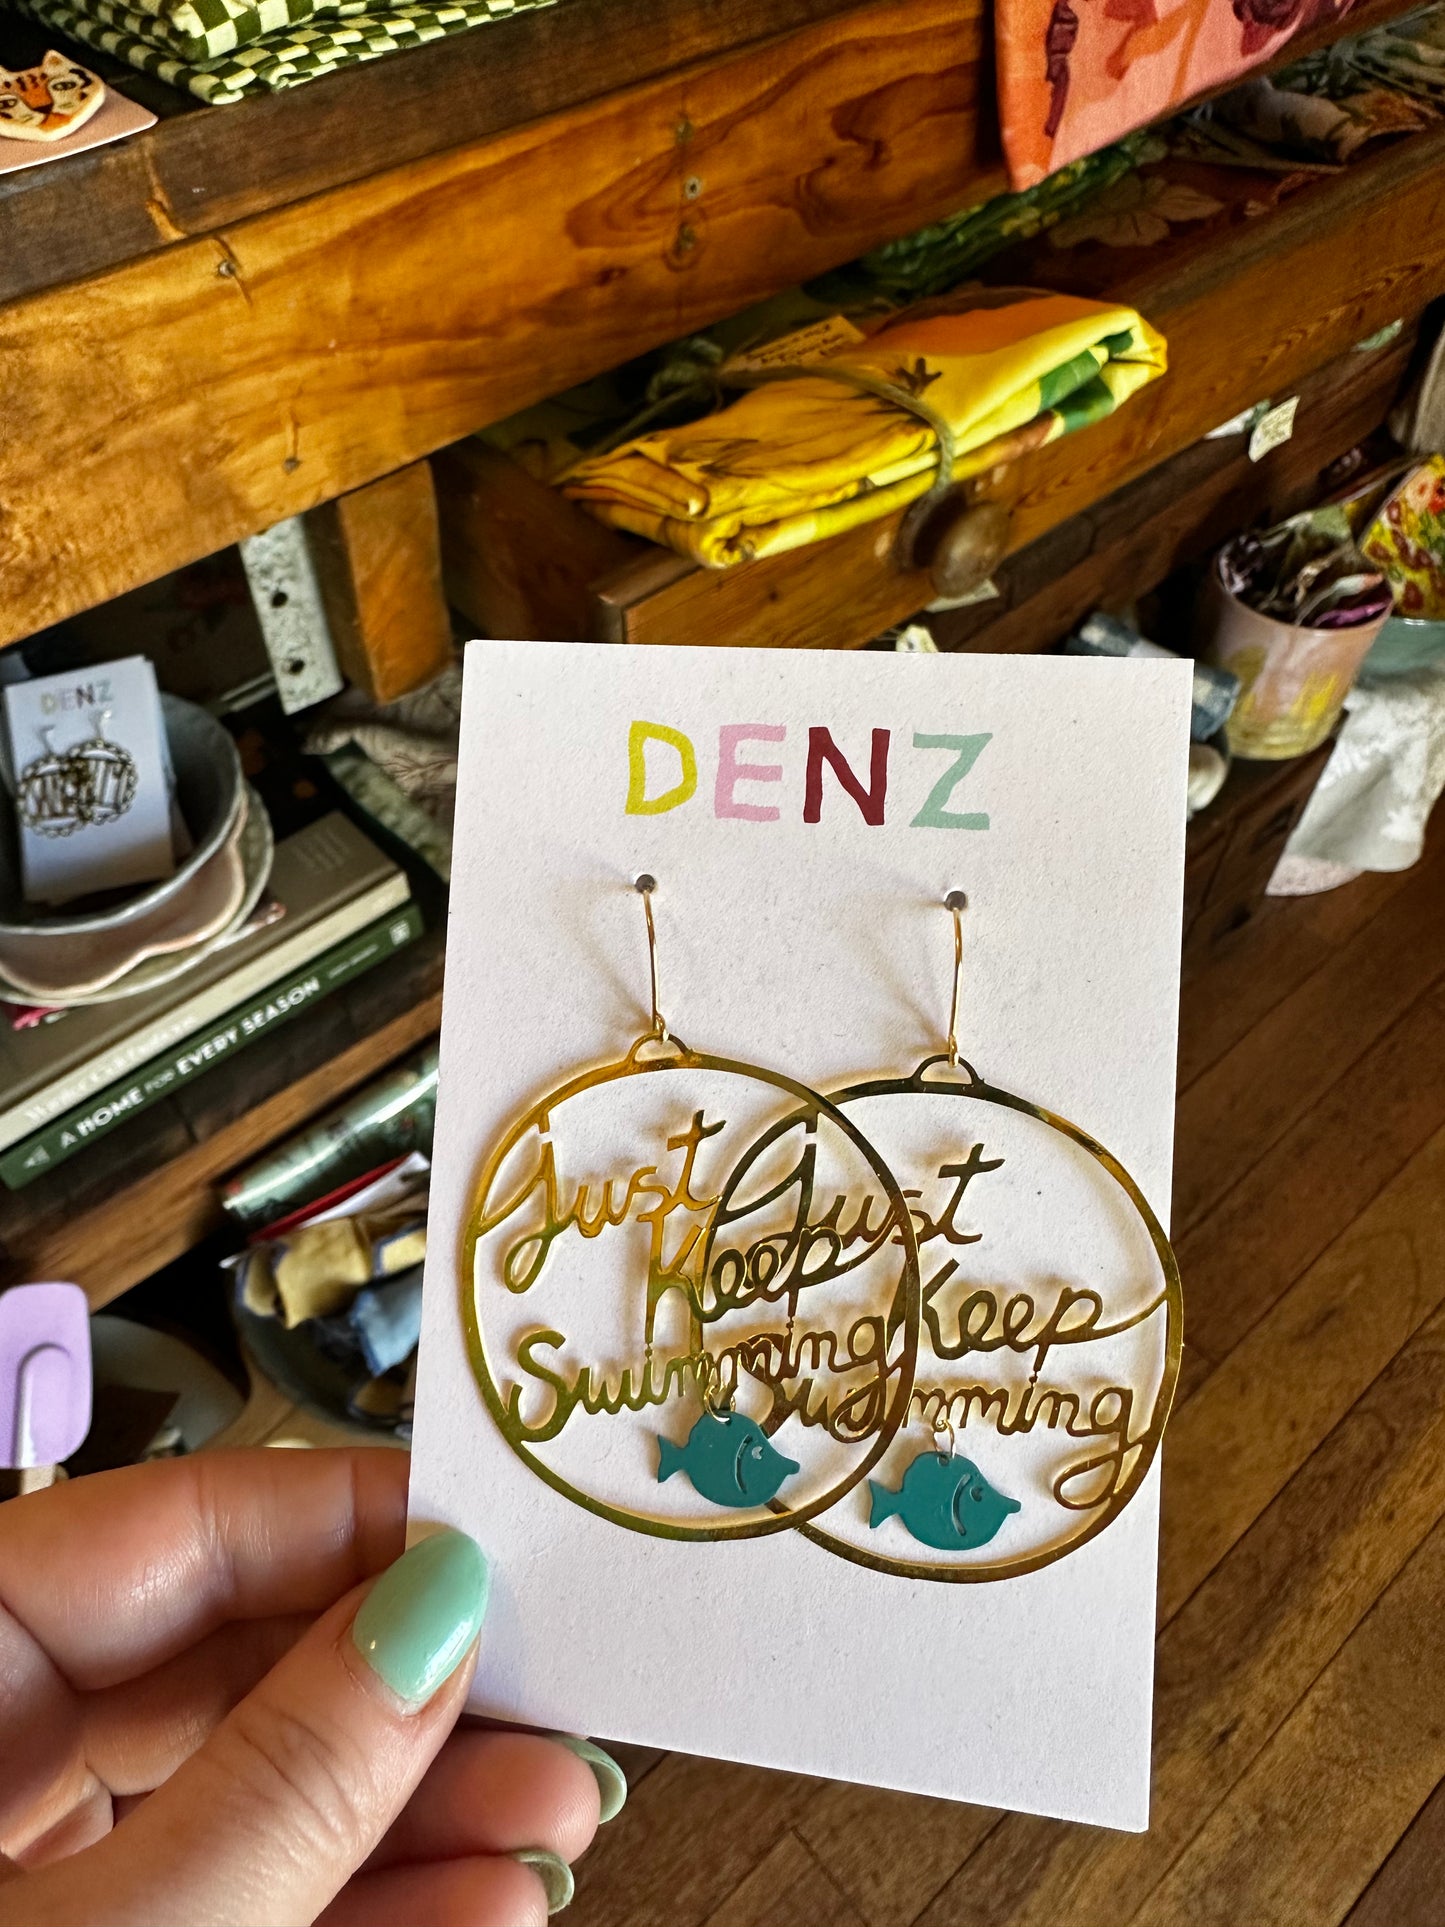 DENZ
Just
Keep
Swimming
Just
Keep
Swimming
DENZ
A HOME FOR EVERY SEASON